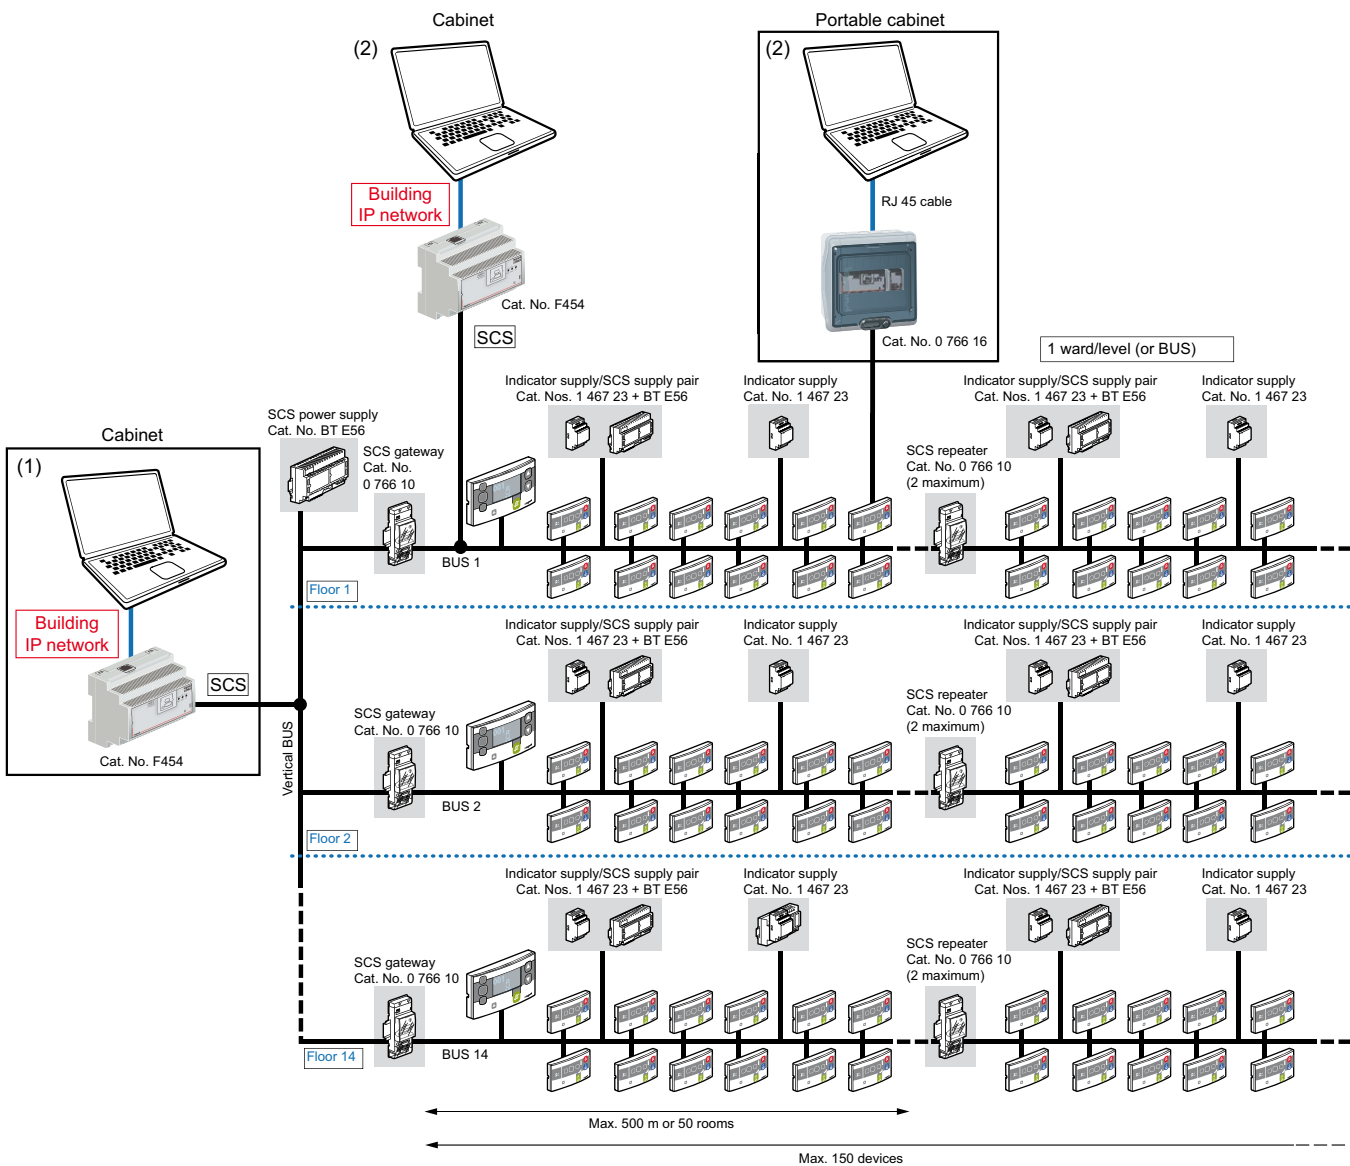 Cabinet
(2)
Building
IP network
Cat. No. F454
SCS
Portable cabinet
(2)
RJ 45 cable
Cat. No. 0 766 16
1 ward/level (or BUS)
Cabinet
(1)
Building
IP network
SCS
Cat. No. F454
Vertical BUS
SCS power supply
Cat. No. BT E56
SCS gateway
Cat. No.
0 766 10
BUS 1
Indicator supply/SCS supply pair
Cat. Nos. 1 467 23 + BT E56
Indicator supply
Cat. No. 1 467 23
SCS repeater
Cat. No. 0 766 10
(2 maximum)
Indicator supply/SCS supply pair
Cat. Nos. 1 467 23 + BT E56
Indicator supply
Cat. No. 1 467 23
Floor 1
SCS gateway
Cat. No. 0 766 10
BUS 2
Indicator supply/SCS supply pair
Cat. Nos. 1 467 23 + BT E56
Indicator supply
Cat. No. 1 467 23
SCS repeater
Cat. No. 0 766 10
(2 maximum)
Indicator supply/SCS supply pair
Cat. Nos. 1 467 23 + BT E56
Indicator supply
Cat. No. 1 467 23
Floor 2
SCS gateway
Cat. No. 0 766 10
BUS 14
Indicator supply/SCS supply pair
Cat. Nos. 1 467 23 + BT E56
Indicator supply
Cat. No. 1 467 23
SCS repeater
Cat. No. 0 766 10
(2 maximum)
Indicator supply/SCS supply pair
Cat. Nos. 1 467 23 + BT E56
Indicator supply
Cat. No. 1 467 23
Floor 14
Max. 500 m or 50 rooms
Max. 150 devices